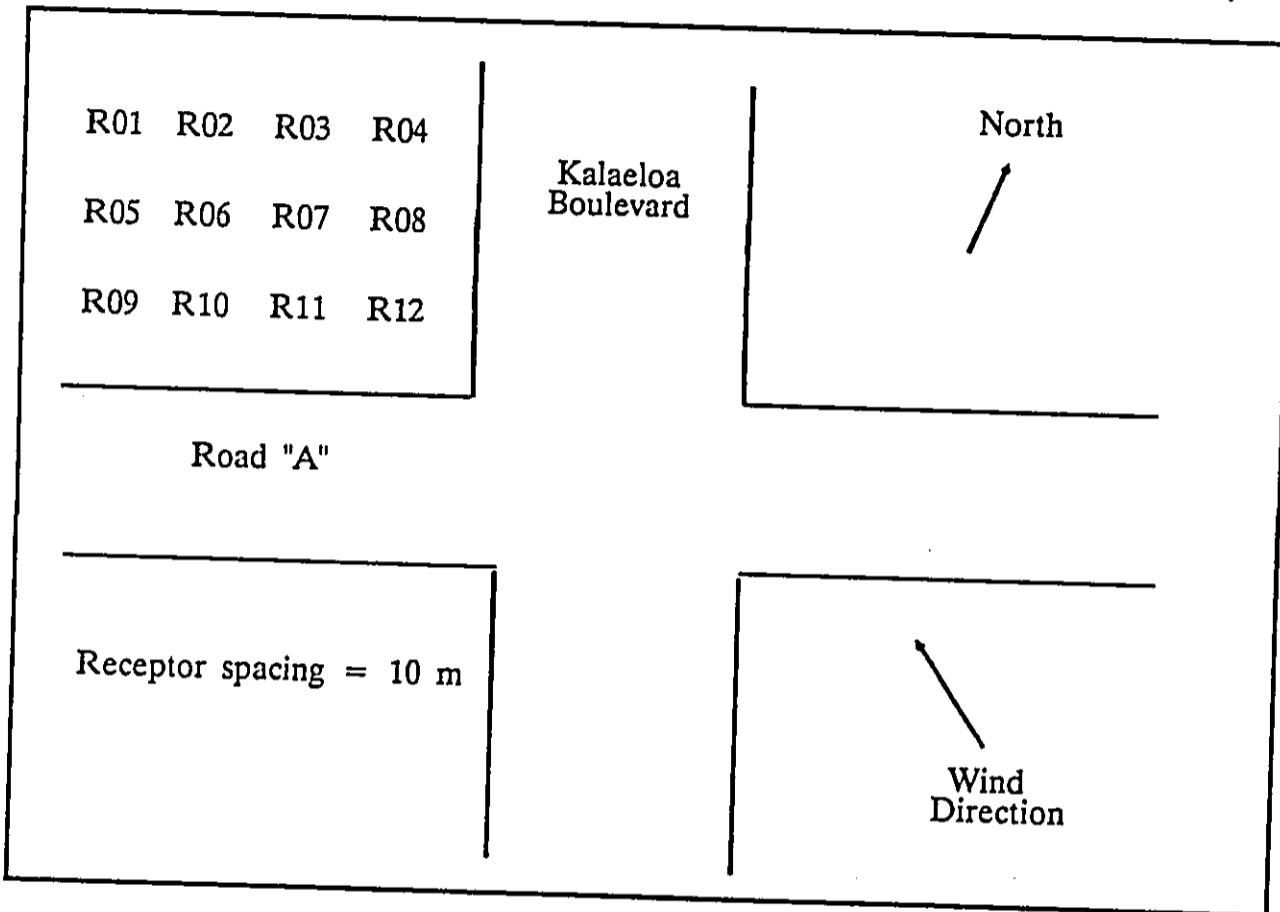 R01 R02 R03 R04
R05 R06 R07 R08
R09 R10 R11 R12
Kalaeloa
Boulevard
North
Road "A"
Receptor spacing = 10 m
Wind
Direction